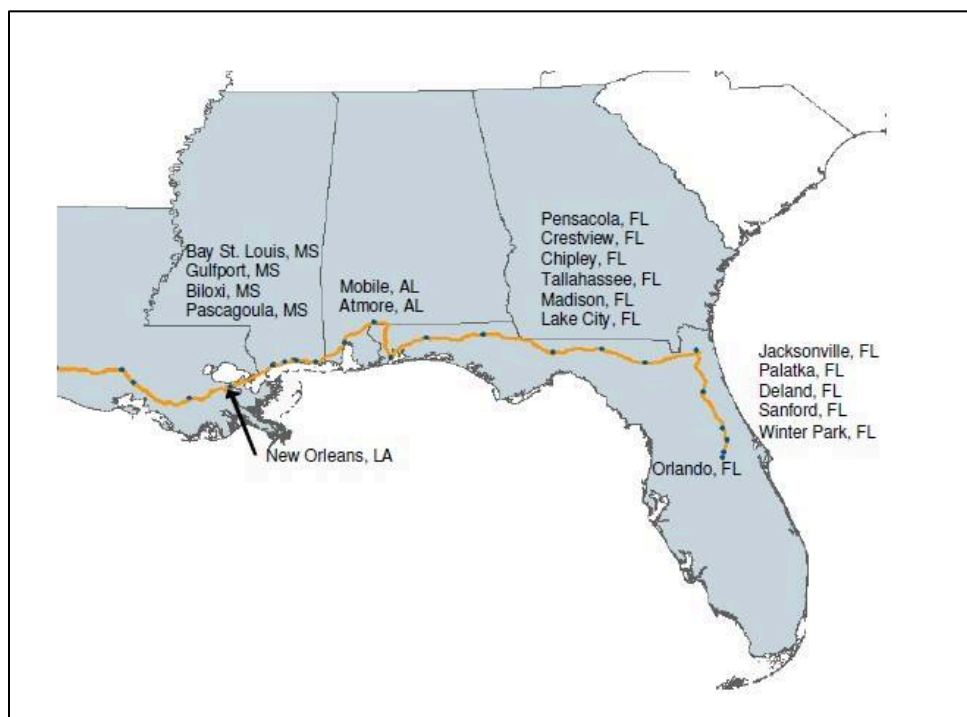 Bay St. Louis, MS
Gulfport, MS
Biloxi, MS
Pascagoula, MS
Mobile, AL
Atmore, AL
Pensacola, FL
Crestview, FL
Chipley, FL
Tallahassee, FL
Madison, FL
Lake City, FL
Jacksonville, FL
Palatka, FL
Deland, FL
Sanford, FL
Winter Park, FL
New Orleans, LA
Orlando, FL